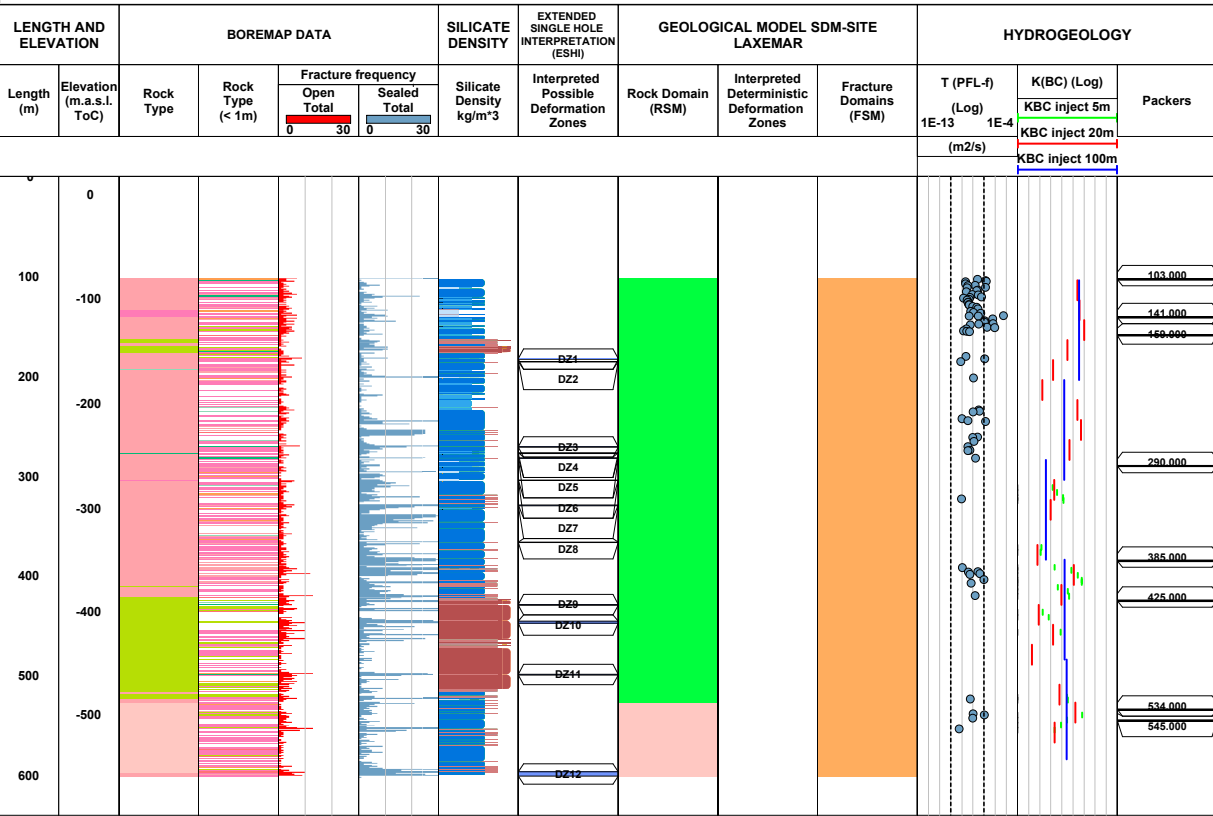 LENGTH AND
ELEVATION
BOREMAP DATA
SILICATE
DENSITY
EXTENDED
SINGLE HOLE
INTERPRETATION
(ESHI)
GEOLOGICAL MODEL SDM-SITE
LAXEMAR
HYDROGEOLOGY
Length
(m)
Elevation
(m.a.s.l.
ToC)
Rock
Type
Rock
Type
(< 1m)
Fracture frequency
Open
Total
0 30
Sealed
Total
0 30
Silicate
Density
kg/m*3
Interpreted
Possible
Deformation
Zones
Rock Domain
(RSM)
Interpreted
Deterministic
Deformation
Zones
Fracture
Domains
(FSM)
T (PFL-f)
(Log)
1E-13 1E-4
(m2/s)
K(BC) (Log)
KBC inject 5m
KBC inject 20m
KBC inject 100m
Packers
0
0
100
-100
200
-200
300
-300
400
-400
500
-500
600
DZ1
DZ2
DZ3
DZ4
DZ5
DZ6
DZ7
DZ8
DZ9
DZ10
DZ11
DZ12
103.000
141.000
159.000
290.000
385.000
425.000
534.000
545.000